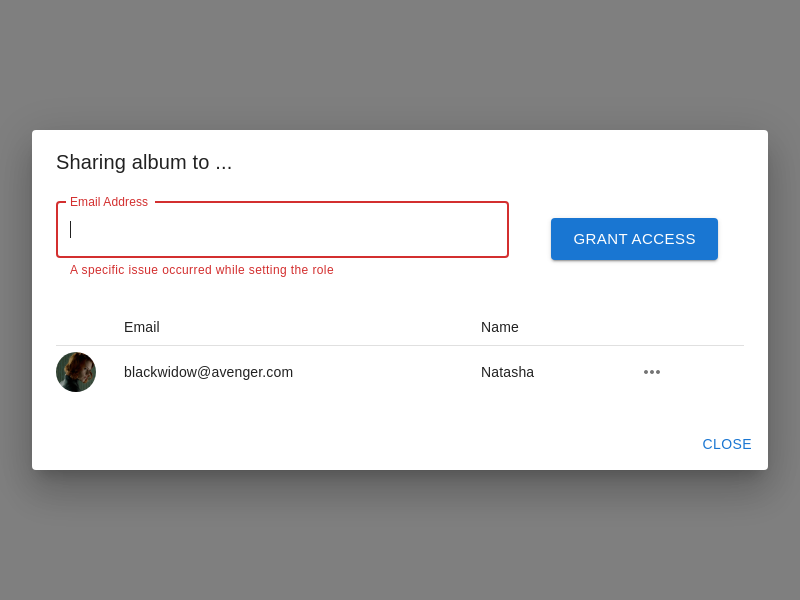 Sharing album to ...
Email Address
GRANT ACCESS
A specific issue occurred while setting the role
Email Name
blackwidow@avenger.com Natasha
CLOSE